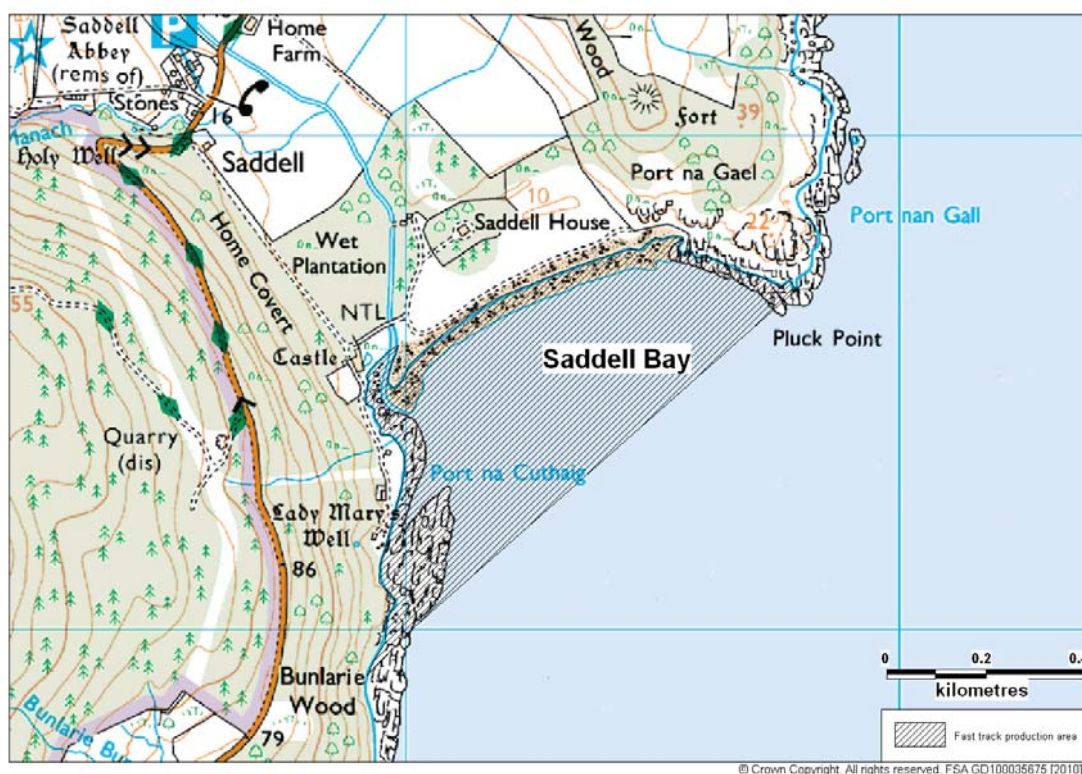 Saddell
Abbey
(rems of)
P
Home
Farm
Wood
Stones
16
Fort
39
Manach
Holy Well
Saddell
Port na Gael
10
Saddell House
22
Port nan Gall
Home Covert
Wet
Plantation
55
NTL
Castle
Pluck Point
Saddell Bay
Quarry
(dis)
Port na Cuthaig
Lady Mary's
Well
86
Bunlarie
Wood
79
0 0.2 0.4
kilometres
Fast track production area
© Crown Copyright. All rights reserved. FSA GD100035675 [2010]